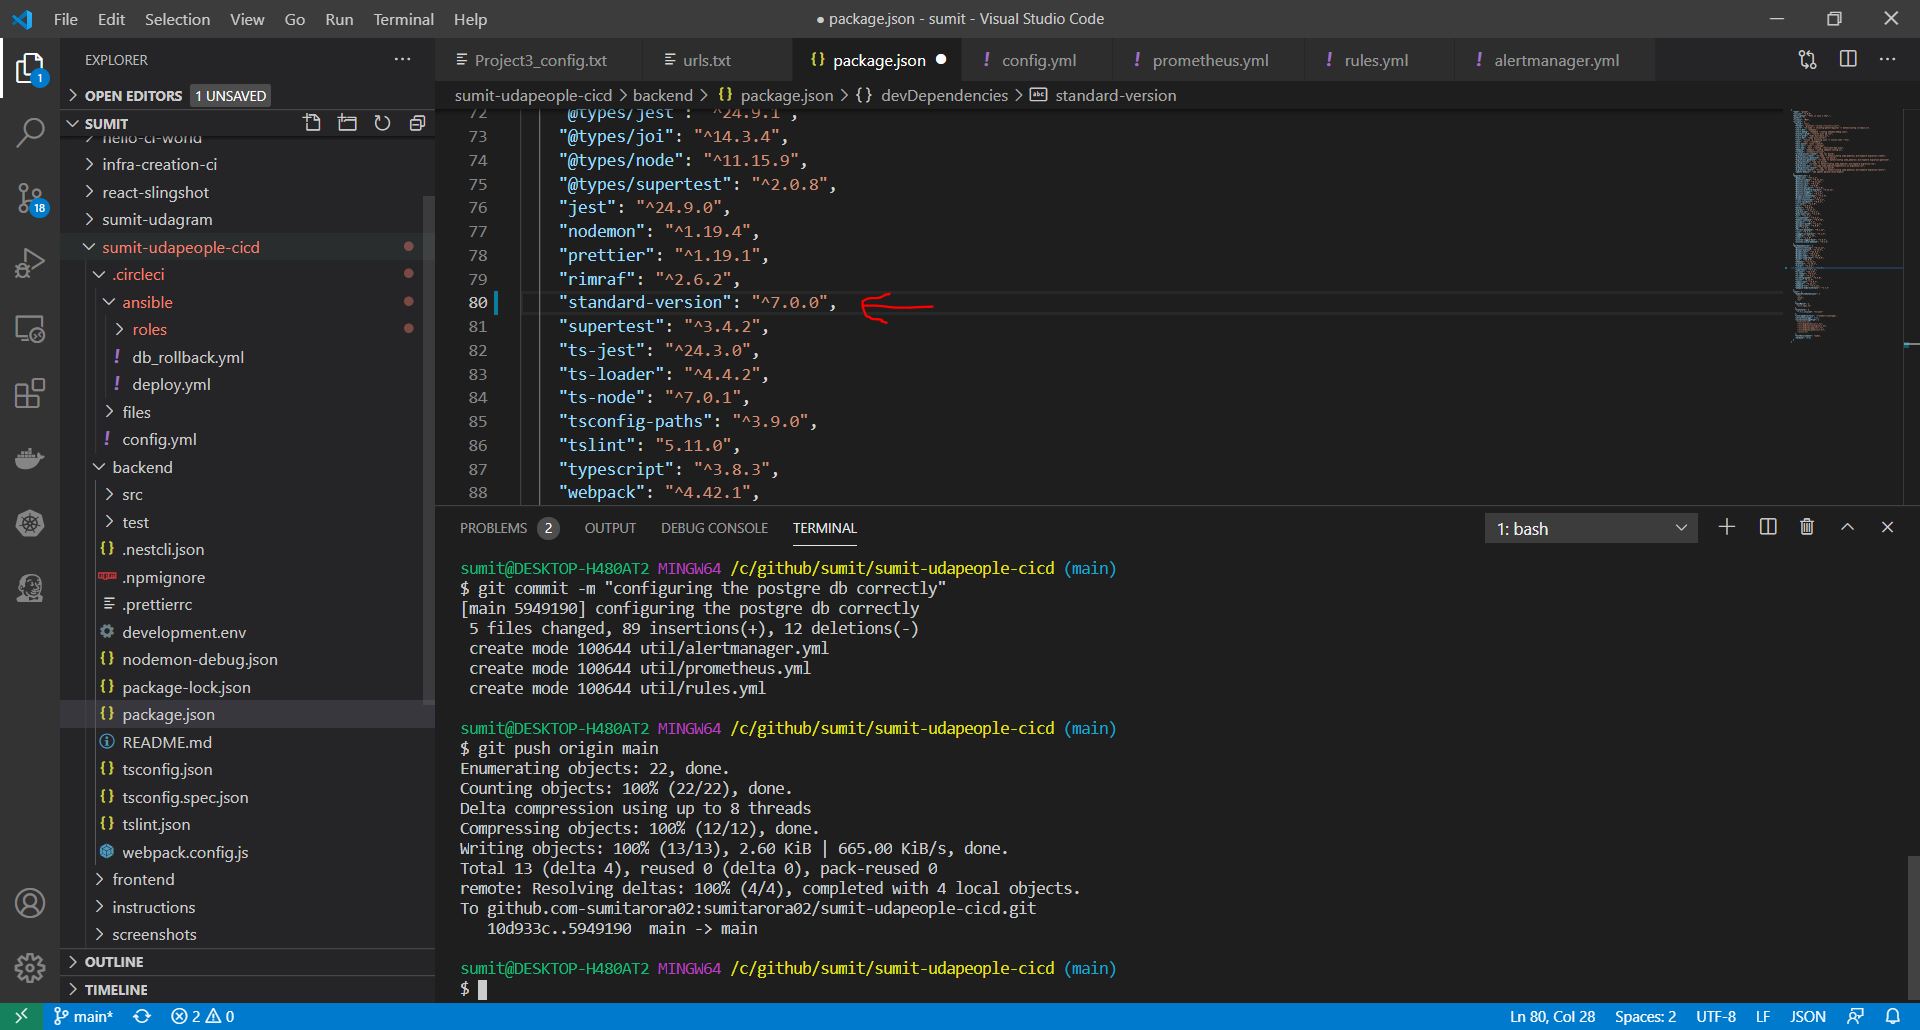 File Edit Selection View Go Run Terminal Help
● package.json - sumit - Visual Studio Code
EXPLORER
OPEN EDITORS 1 UNSAVED
SUMIT
hello-ci-world
infra-creation-ci
react-slingshot
sumit-udagram
sumit-udapeople-cicd
.circleci
ansible
roles
! db_rollback.yml
! deploy.yml
files
! config.yml
backend
src
test
{} .nestcli.json
.npmignore
.prettierrc
development.env
{} nodemon-debug.json
{} package-lock.json
{} package.json
README.md
{} tsconfig.json
{} tsconfig.spec.json
{} tslint.json
webpack.config.js
frontend
instructions
screenshots
OUTLINE
TIMELINE
1
18
Project3_config.txt urls.txt {} package.json ● ! config.yml ! prometheus.yml ! rules.yml ! alertmanager.yml
sumit-udapeople-cicd > backend > {} package.json > {} devDependencies > abc standard-version
72 "@types/jest": "^24.9.1",
73 "@types/joi": "^14.3.4",
74 "@types/node": "^11.15.9",
75 "@types/supertest": "^2.0.8",
76 "jest": "^24.9.0",
77 "nodemon": "^1.19.4",
78 "prettier": "^1.19.1",
79 "rimraf": "^2.6.2",
80 "standard-version": "^7.0.0",
81 "supertest": "^3.4.2",
82 "ts-jest": "^24.3.0",
83 "ts-loader": "^4.4.2",
84 "ts-node": "^7.0.1",
85 "tsconfig-paths": "^3.9.0",
86 "tslint": "5.11.0",
87 "typescript": "^3.8.3",
88 "webpack": "^4.42.1",
PROBLEMS 2 OUTPUT DEBUG CONSOLE TERMINAL 1: bash
sumit@DESKTOP-H480AT2 MINGW64 /c/github/sumit/sumit-udapeople-cicd (main)
$ git commit -m "configuring the postgre db correctly"
[main 5949190] configuring the postgre db correctly
5 files changed, 89 insertions(+), 12 deletions(-)
create mode 100644 util/alertmanager.yml
create mode 100644 util/prometheus.yml
create mode 100644 util/rules.yml
sumit@DESKTOP-H480AT2 MINGW64 /c/github/sumit/sumit-udapeople-cicd (main)
$ git push origin main
Enumerating objects: 22, done.
Counting objects: 100% (22/22), done.
Delta compression using up to 8 threads
Compressing objects: 100% (12/12), done.
Writing objects: 100% (13/13), 2.60 KiB | 665.00 KiB/s, done.
Total 13 (delta 4), reused 0 (delta 0), pack-reused 0
remote: Resolving deltas: 100% (4/4), completed with 4 local objects.
To github.com-sumitarora02:sumitarora02/sumit-udapeople-cicd.git
10d933c..5949190 main -> main
sumit@DESKTOP-H480AT2 MINGW64 /c/github/sumit/sumit-udapeople-cicd (main)
$
main* 2 0
Ln 80, Col 28 Spaces: 2 UTF-8 LF JSON